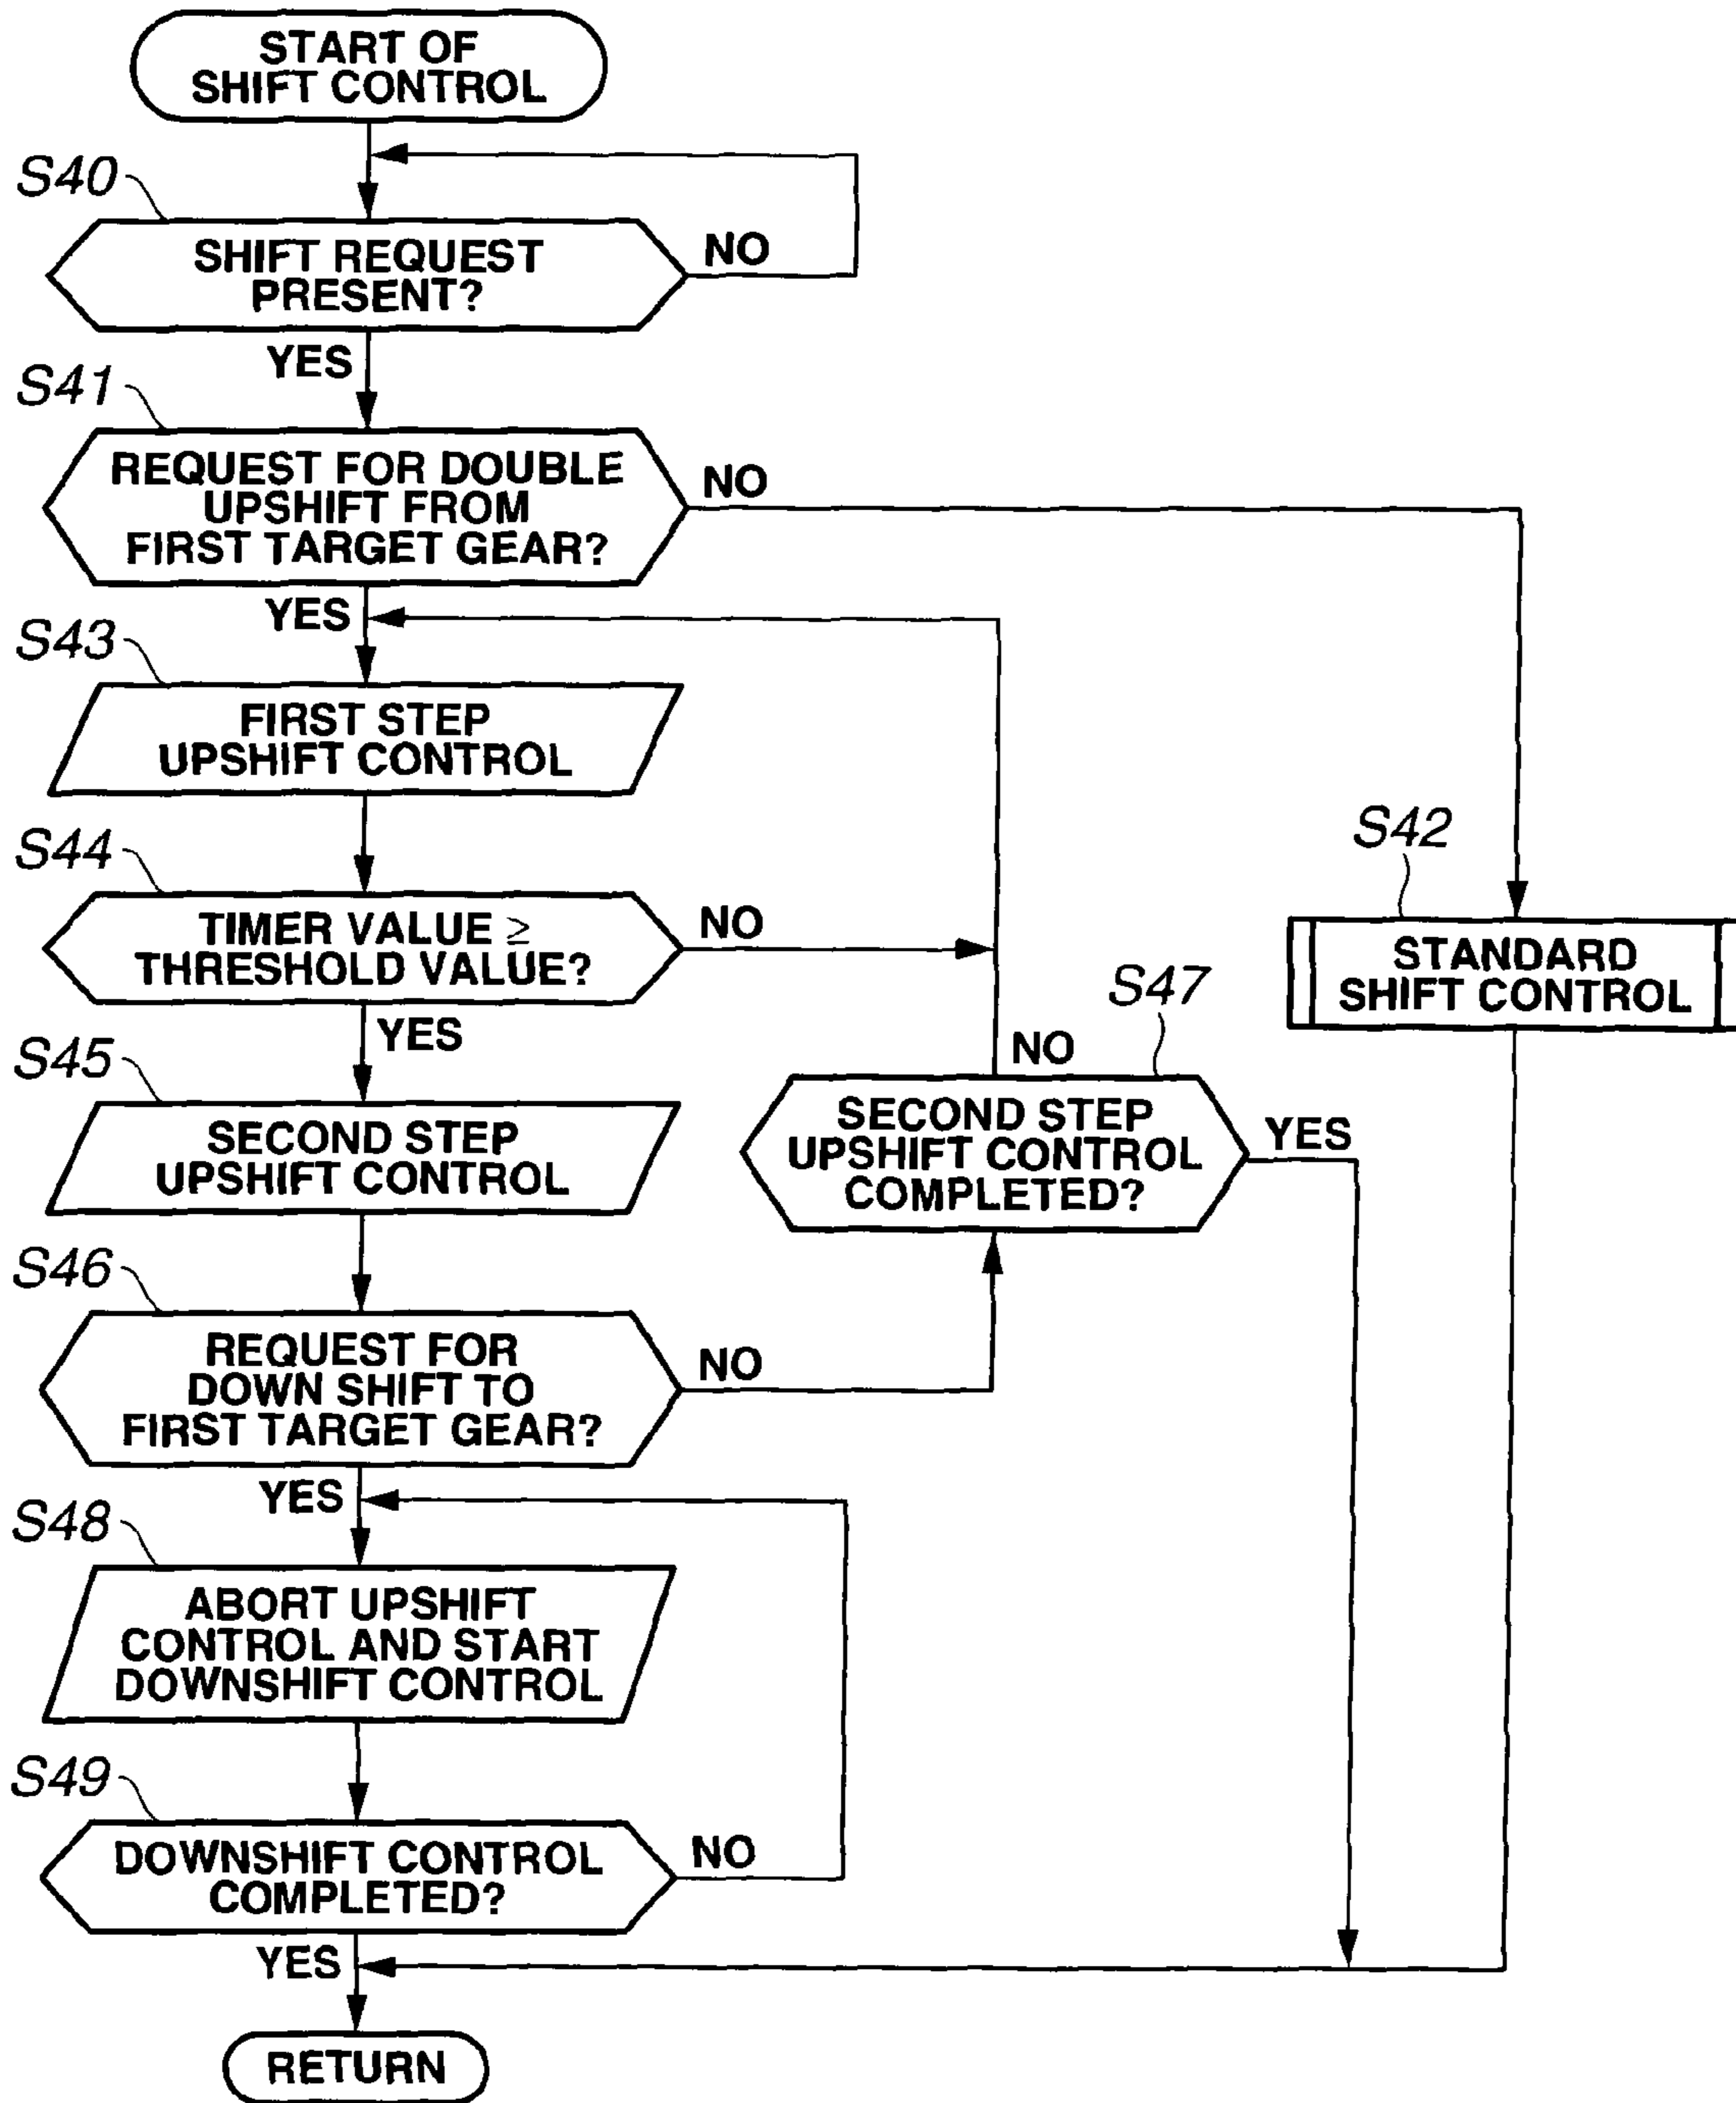 START OF
SHIFT CONTROL
S40
SHIFT REQUEST
PRESENT?
NO
YES
S41
REQUEST FOR DOUBLE
UPSHIFT FROM
FIRST TARGET GEAR?
NO
YES
S43
FIRST STEP
UPSHIFT CONTROL
S42
STANDARD
SHIFT CONTROL
S44
TIMER VALUE ≥
THRESHOLD VALUE?
NO
YES
S47
NO
SECOND STEP
UPSHIFT CONTROL
COMPLETED?
YES
S45
SECOND STEP
UPSHIFT CONTROL
S46
REQUEST FOR
DOWN SHIFT TO
FIRST TARGET GEAR?
NO
YES
S48
ABORT UPSHIFT
CONTROL AND START
DOWNSHIFT CONTROL
S49
DOWNSHIFT CONTROL
COMPLETED?
NO
YES
RETURN